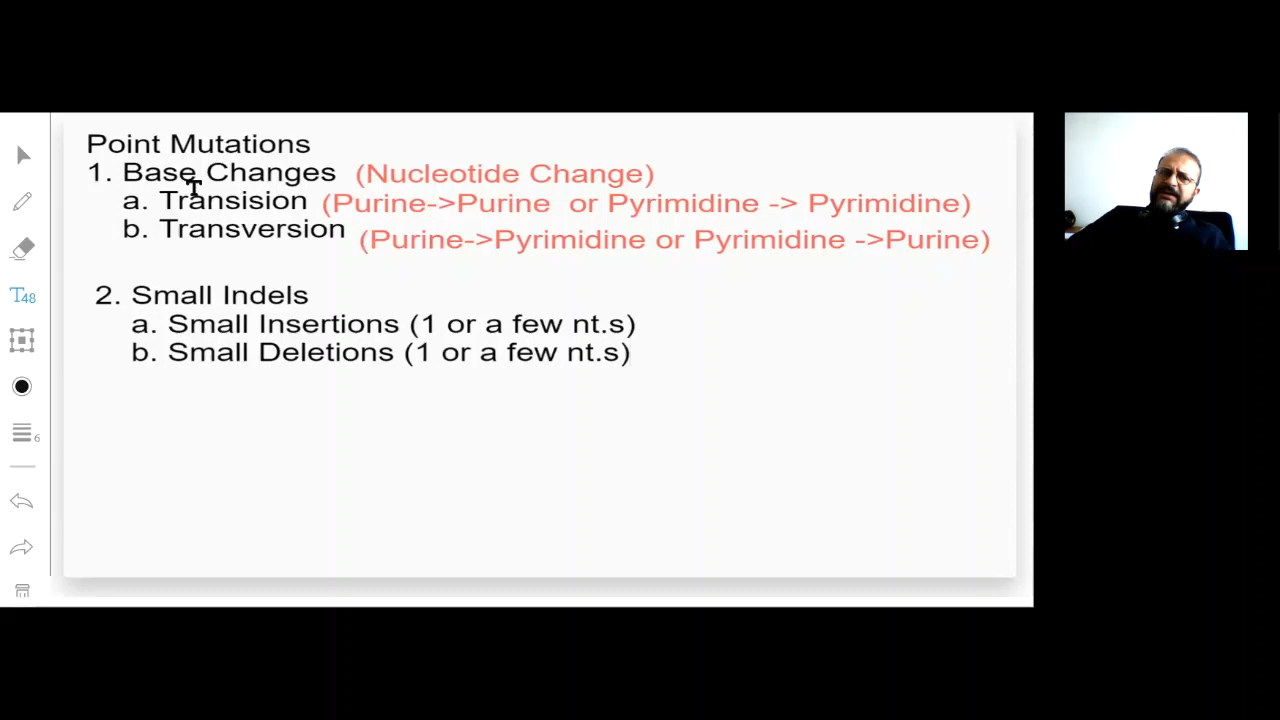 Point Mutations
1. Base Changes (Nucleotide Change)
a. Transision (Purine->Purine or Pyrimidine -> Pyrimidine)
b. Transversion (Purine->Pyrimidine or Pyrimidine ->Purine)
2. Small Indels
a. Small Insertions (1 or a few nt.s)
b. Small Deletions (1 or a few nt.s)
T48
6